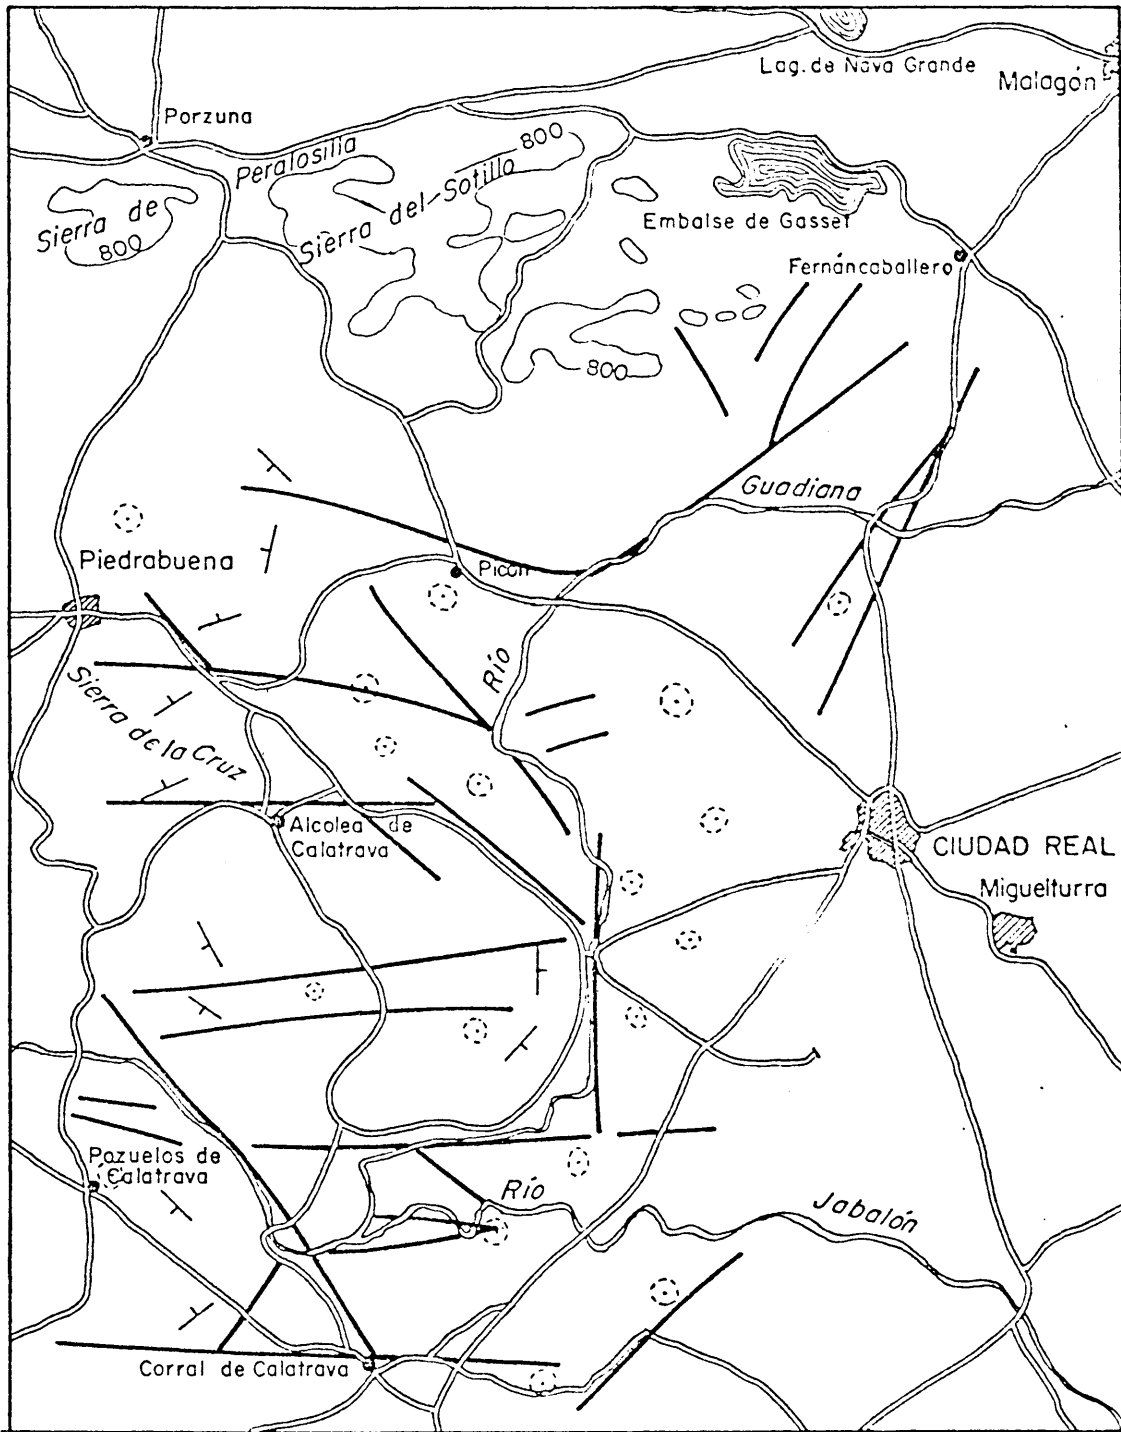 Lag. de Nava Grande
Malagón
Porzuna
Peralosilla
800
Sierra del Sotillo
Sierra de
800
Embalse de Gasset
Fernáncaballero
800
Guadiana
Piedrabuena
Picón
Río
Sierra de la Cruz
Alcolea de
Calatrava
CIUDAD REAL
Miguelturra
Pozuelos de
Calatrava
Río
Jabalón
Corral de Calatrava